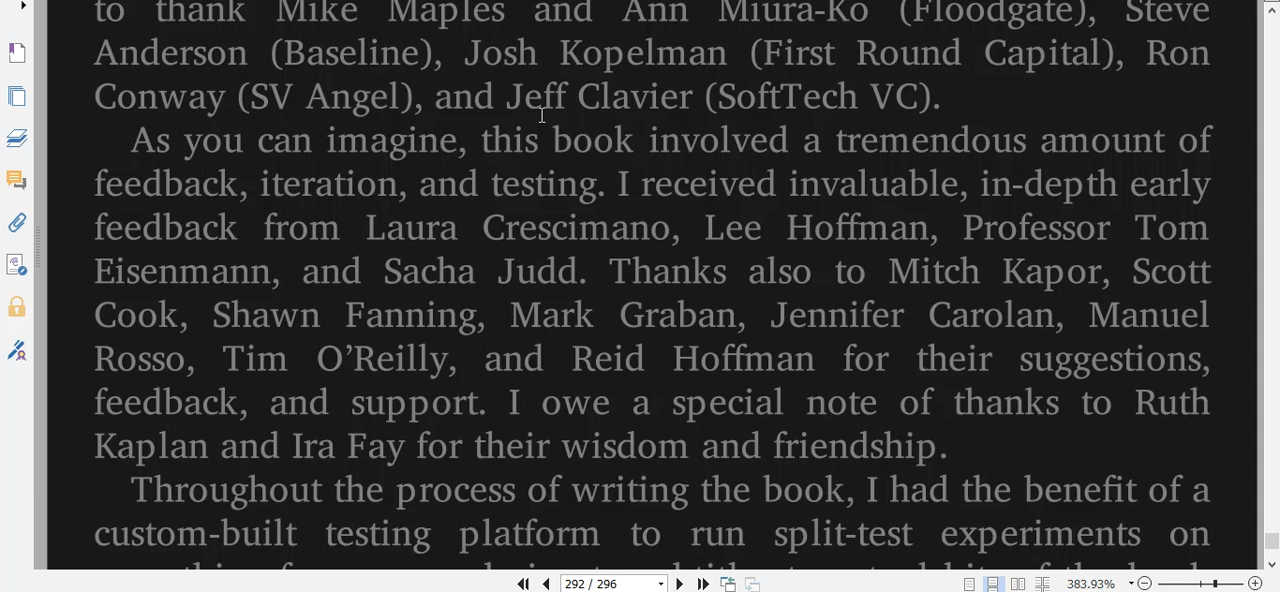 to thank Mike Maples and Ann Miura-Ko (Floodgate), Steve
Anderson (Baseline), Josh Kopelman (First Round Capital), Ron
Conway (SV Angel), and Jeff Clavier (SoftTech VC).
As you can imagine, this book involved a tremendous amount of
feedback, iteration, and testing. I received invaluable, in-depth early
feedback from Laura Crescimano, Lee Hoffman, Professor Tom
Eisenmann, and Sacha Judd. Thanks also to Mitch Kapor, Scott
Cook, Shawn Fanning, Mark Graban, Jennifer Carolan, Manuel
Rosso, Tim O’Reilly, and Reid Hoffman for their suggestions,
feedback, and support. I owe a special note of thanks to Ruth
Kaplan and Ira Fay for their wisdom and friendship.
Throughout the process of writing the book, I had the benefit of a
custom-built testing platform to run split-test experiments on
292 / 296
383.93%